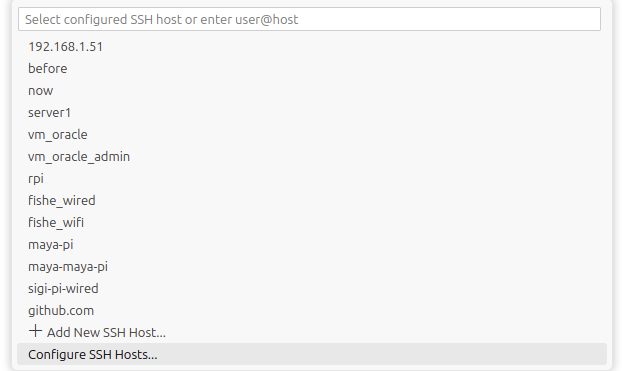 Select configured SSH host or enter user@host
192.168.1.51
before
now
server1
vm_oracle
vm_oracle_admin
rpi
fishe_wired
fishe_wifi
maya-pi
maya-maya-pi
sigi-pi-wired
github.com
+ Add New SSH Host...
Configure SSH Hosts...